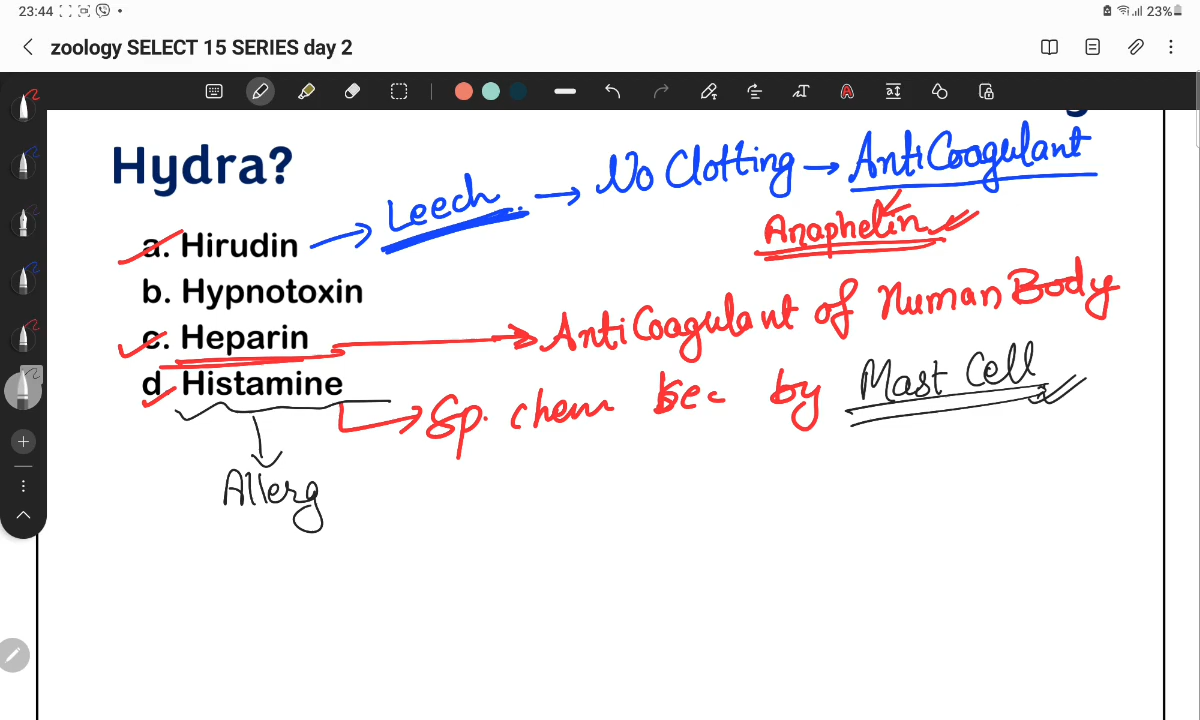 23:44
23%
zoology SELECT 15 SERIES day 2
Hydra?
a. Hirudin → Leech → No Clotting → AntiCoagulant
Anaphelin
b. Hypnotoxin
c. Heparin → AntiCoagulant of Human Body
d Histamine → Sp. chem Sec by Mast Cell
Allerg